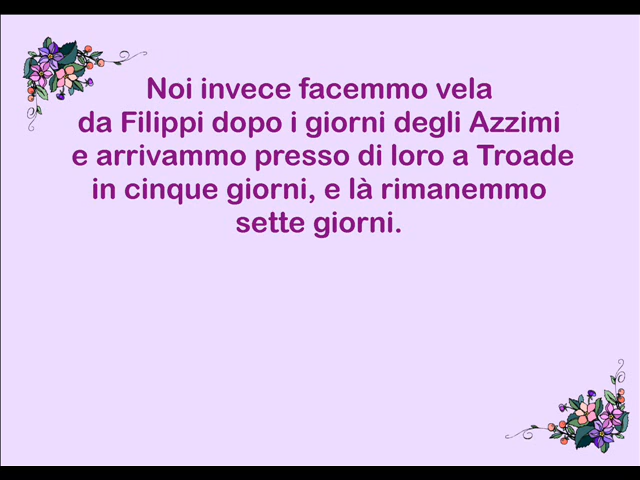 Noi invece facemmo vela
da Filippi dopo i giorni degli Azzimi
e arrivammo presso di loro a Troade
in cinque giorni, e là rimanemmo
sette giorni.